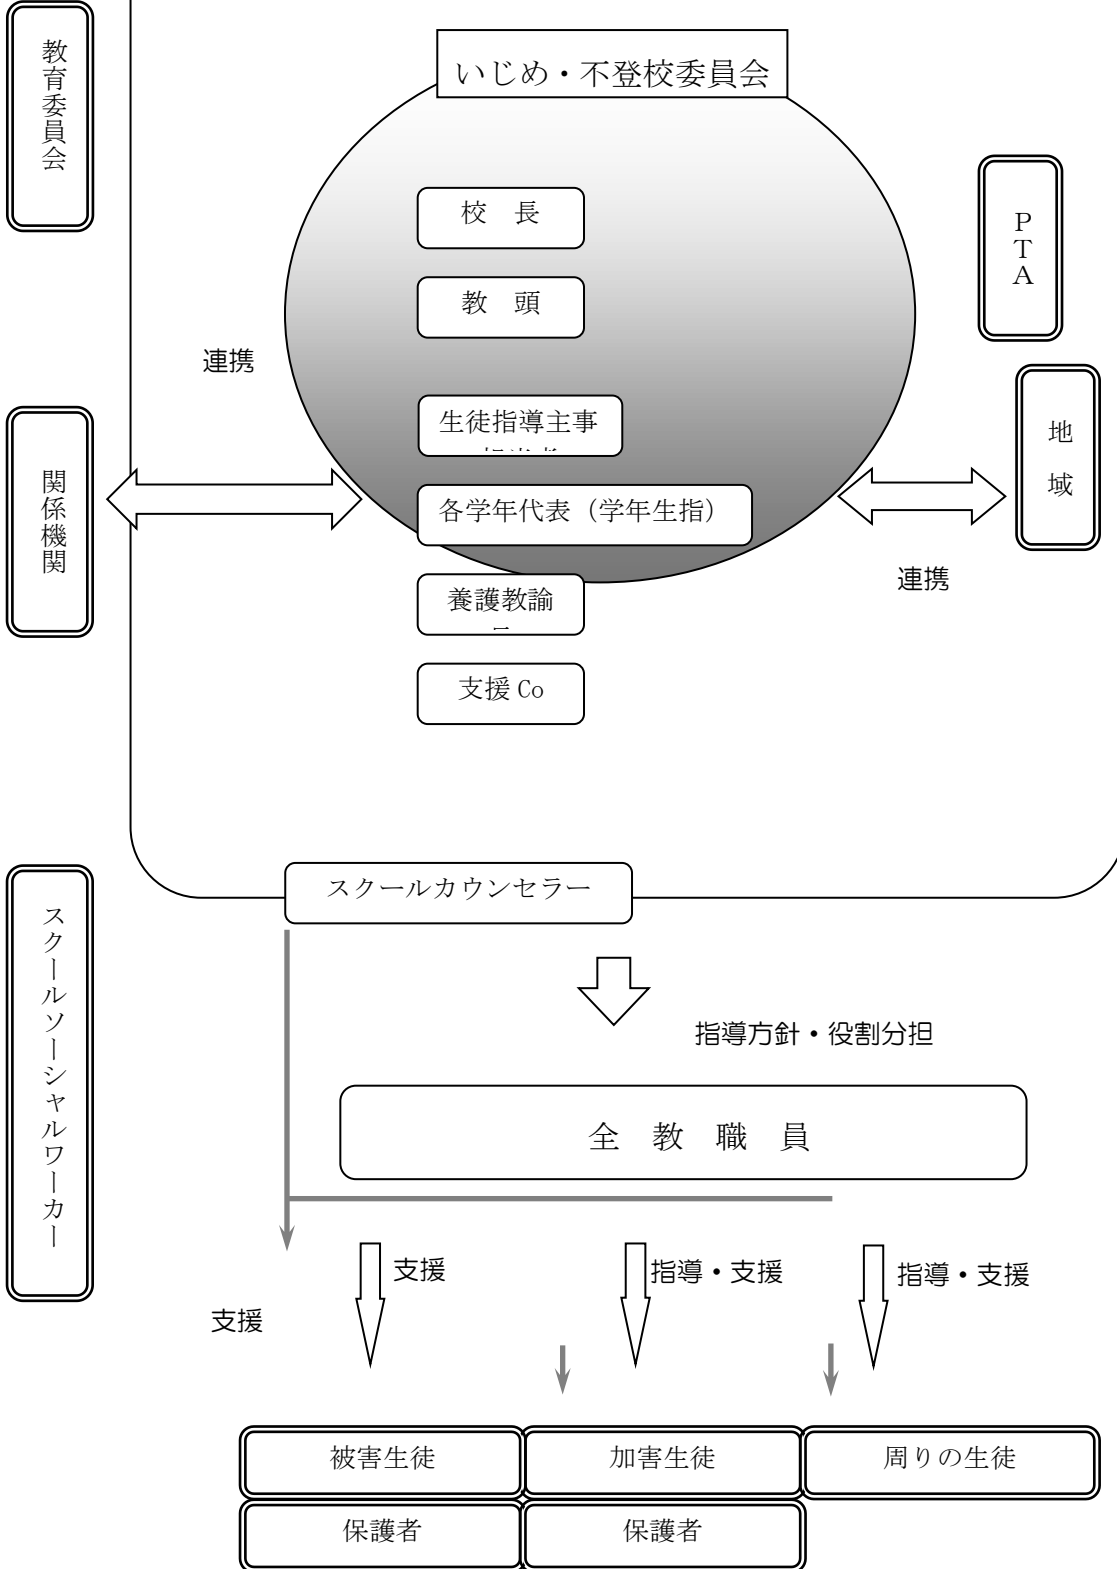 教育委員会
いじめ・不登校委員会
校　長
PTA
教　頭
連携
生徒指導主事
地　域
関係機関
各学年代表（学年生指）
連携
養護教諭
支援Co
スクールカウンセラー
スクールソーシャルワーカー
指導方針・役割分担
全　教　職　員
支援
指導・支援
指導・支援
支援
被害生徒
加害生徒
周りの生徒
保護者
保護者